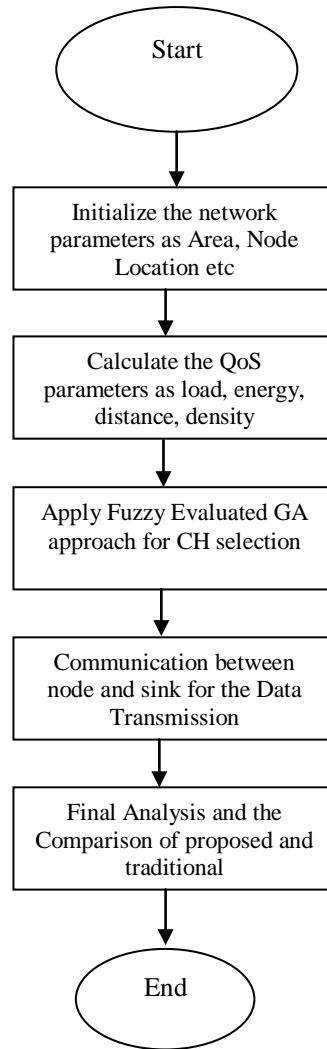 Start
Initialize the network
parameters as Area, Node
Location etc
Calculate the QoS
parameters as load, energy,
distance, density
Apply Fuzzy Evaluated GA
approach for CH selection
Communication between
node and sink for the Data
Transmission
Final Analysis and the
Comparison of proposed and
traditional
End